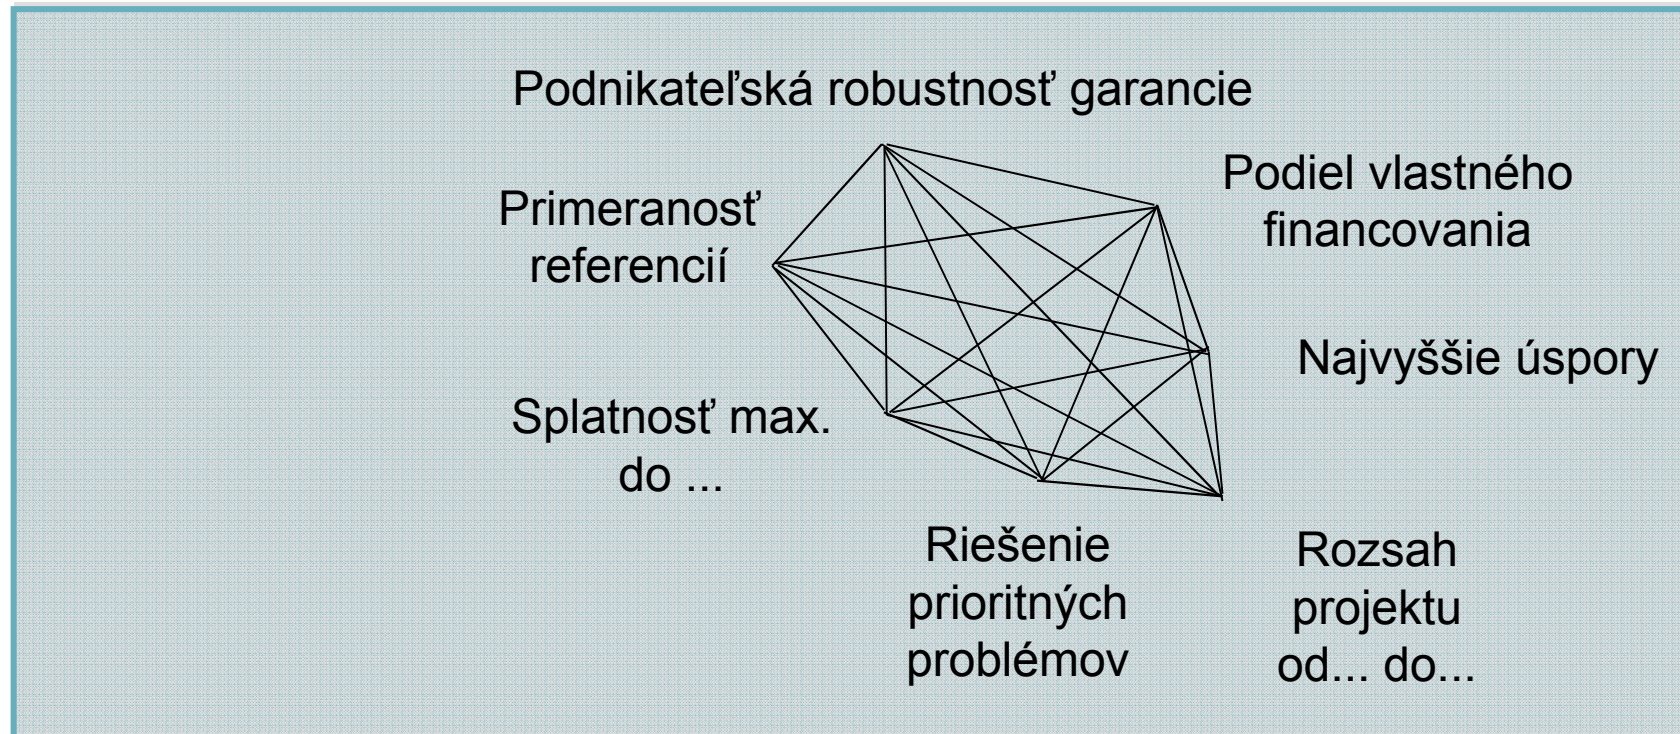 Podnikateľská robustnosť garancie
Podiel vlastného
financovania
Primeranosť
referencií
Najvyššie úspory
Splatnosť max.
do ...
Riešenie
prioritných
problémov
Rozsah
projektu
od... do...